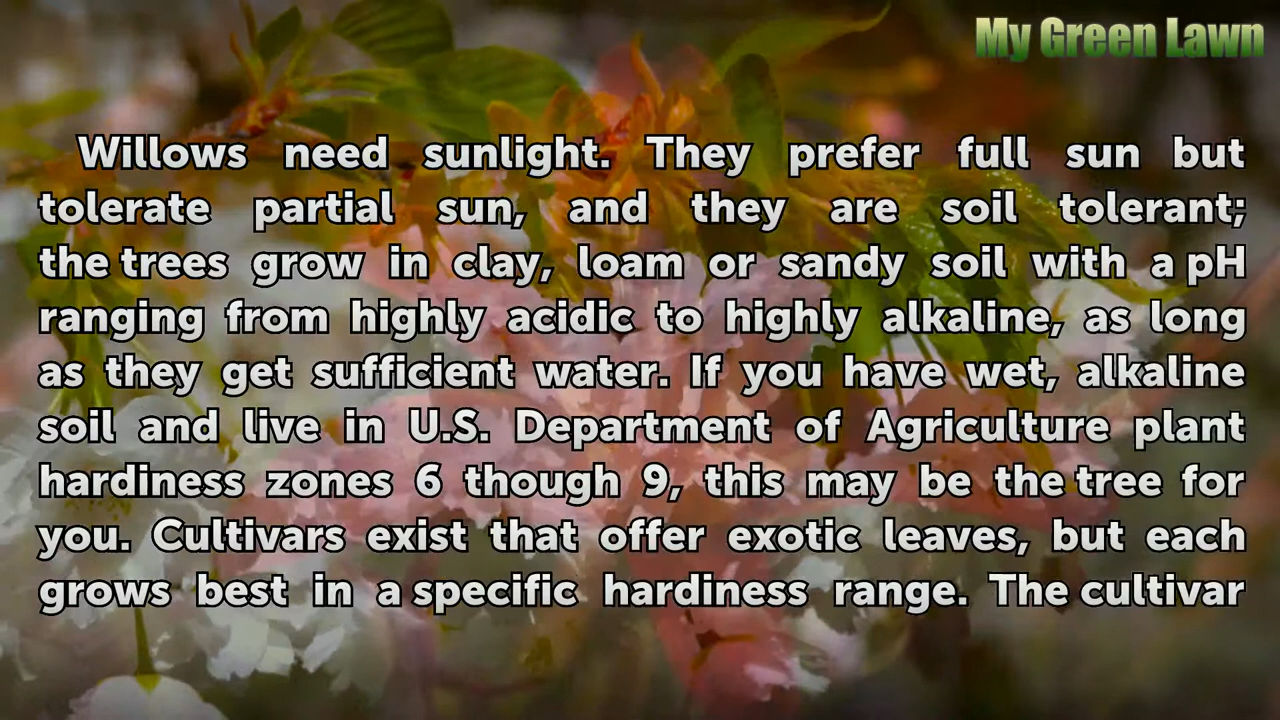 My Green Lawn
Willows need sunlight. They prefer full sun but
tolerate partial sun, and they are soil tolerant;
the trees grow in clay, loam or sandy soil with a pH
ranging from highly acidic to highly alkaline, as long
as they get sufficient water. If you have wet, alkaline
soil and live in U.S. Department of Agriculture plant
hardiness zones 6 though 9, this may be the tree for
you. Cultivars exist that offer exotic leaves, but each
grows best in a specific hardiness range. The cultivar